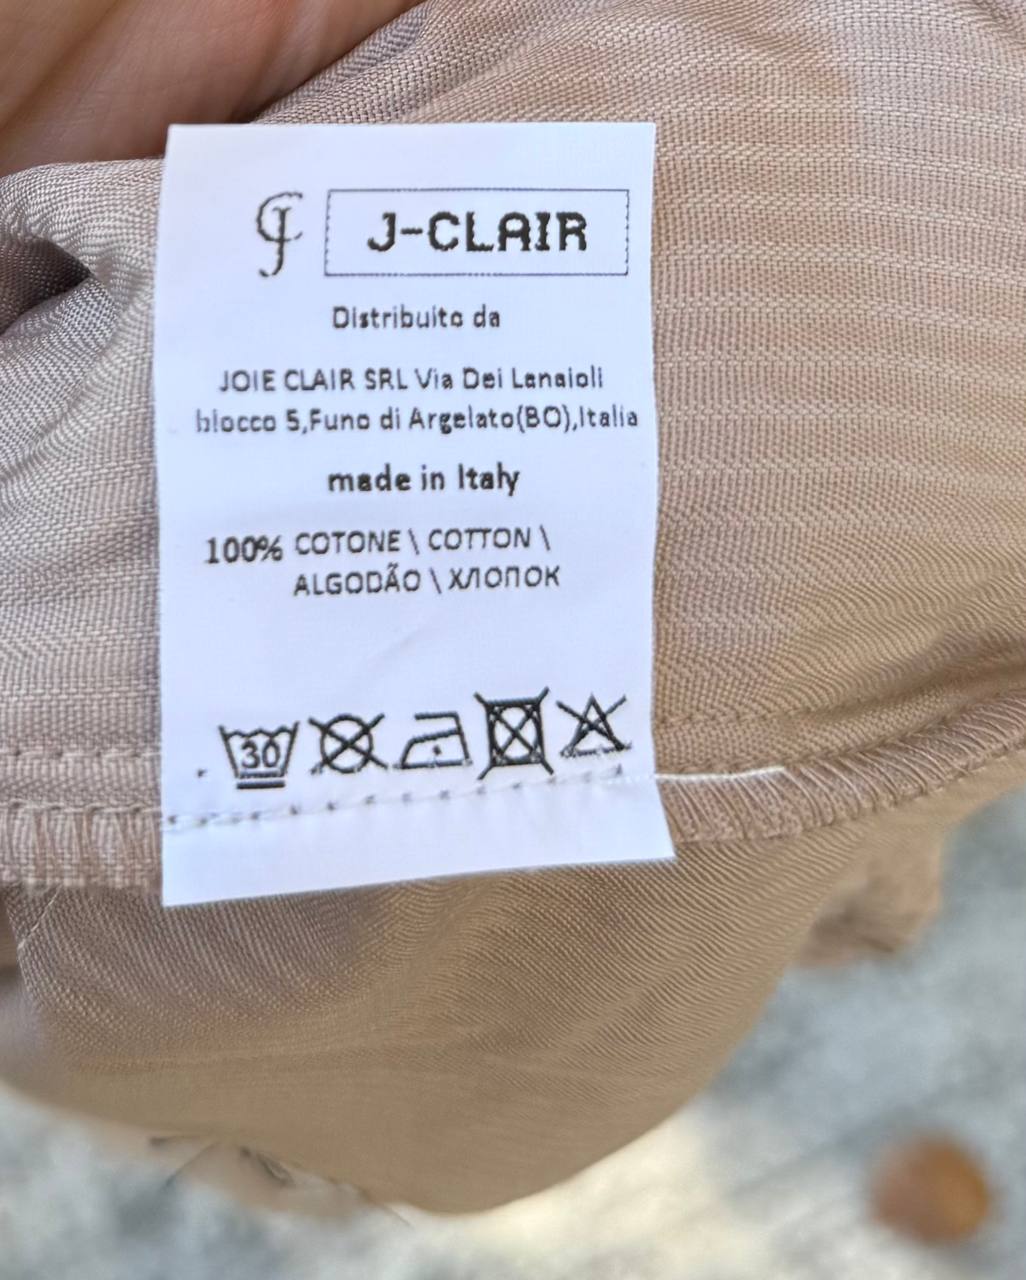 J-CLAIR
Distribuito da
JOIE CLAIR SRL Via Dei Lanaioli
blocco 5,Funo di Argelato(BO),Italia
made in Italy
100% COTONE \ COTTON \
ALGODÃO \ ХЛОПОК
30